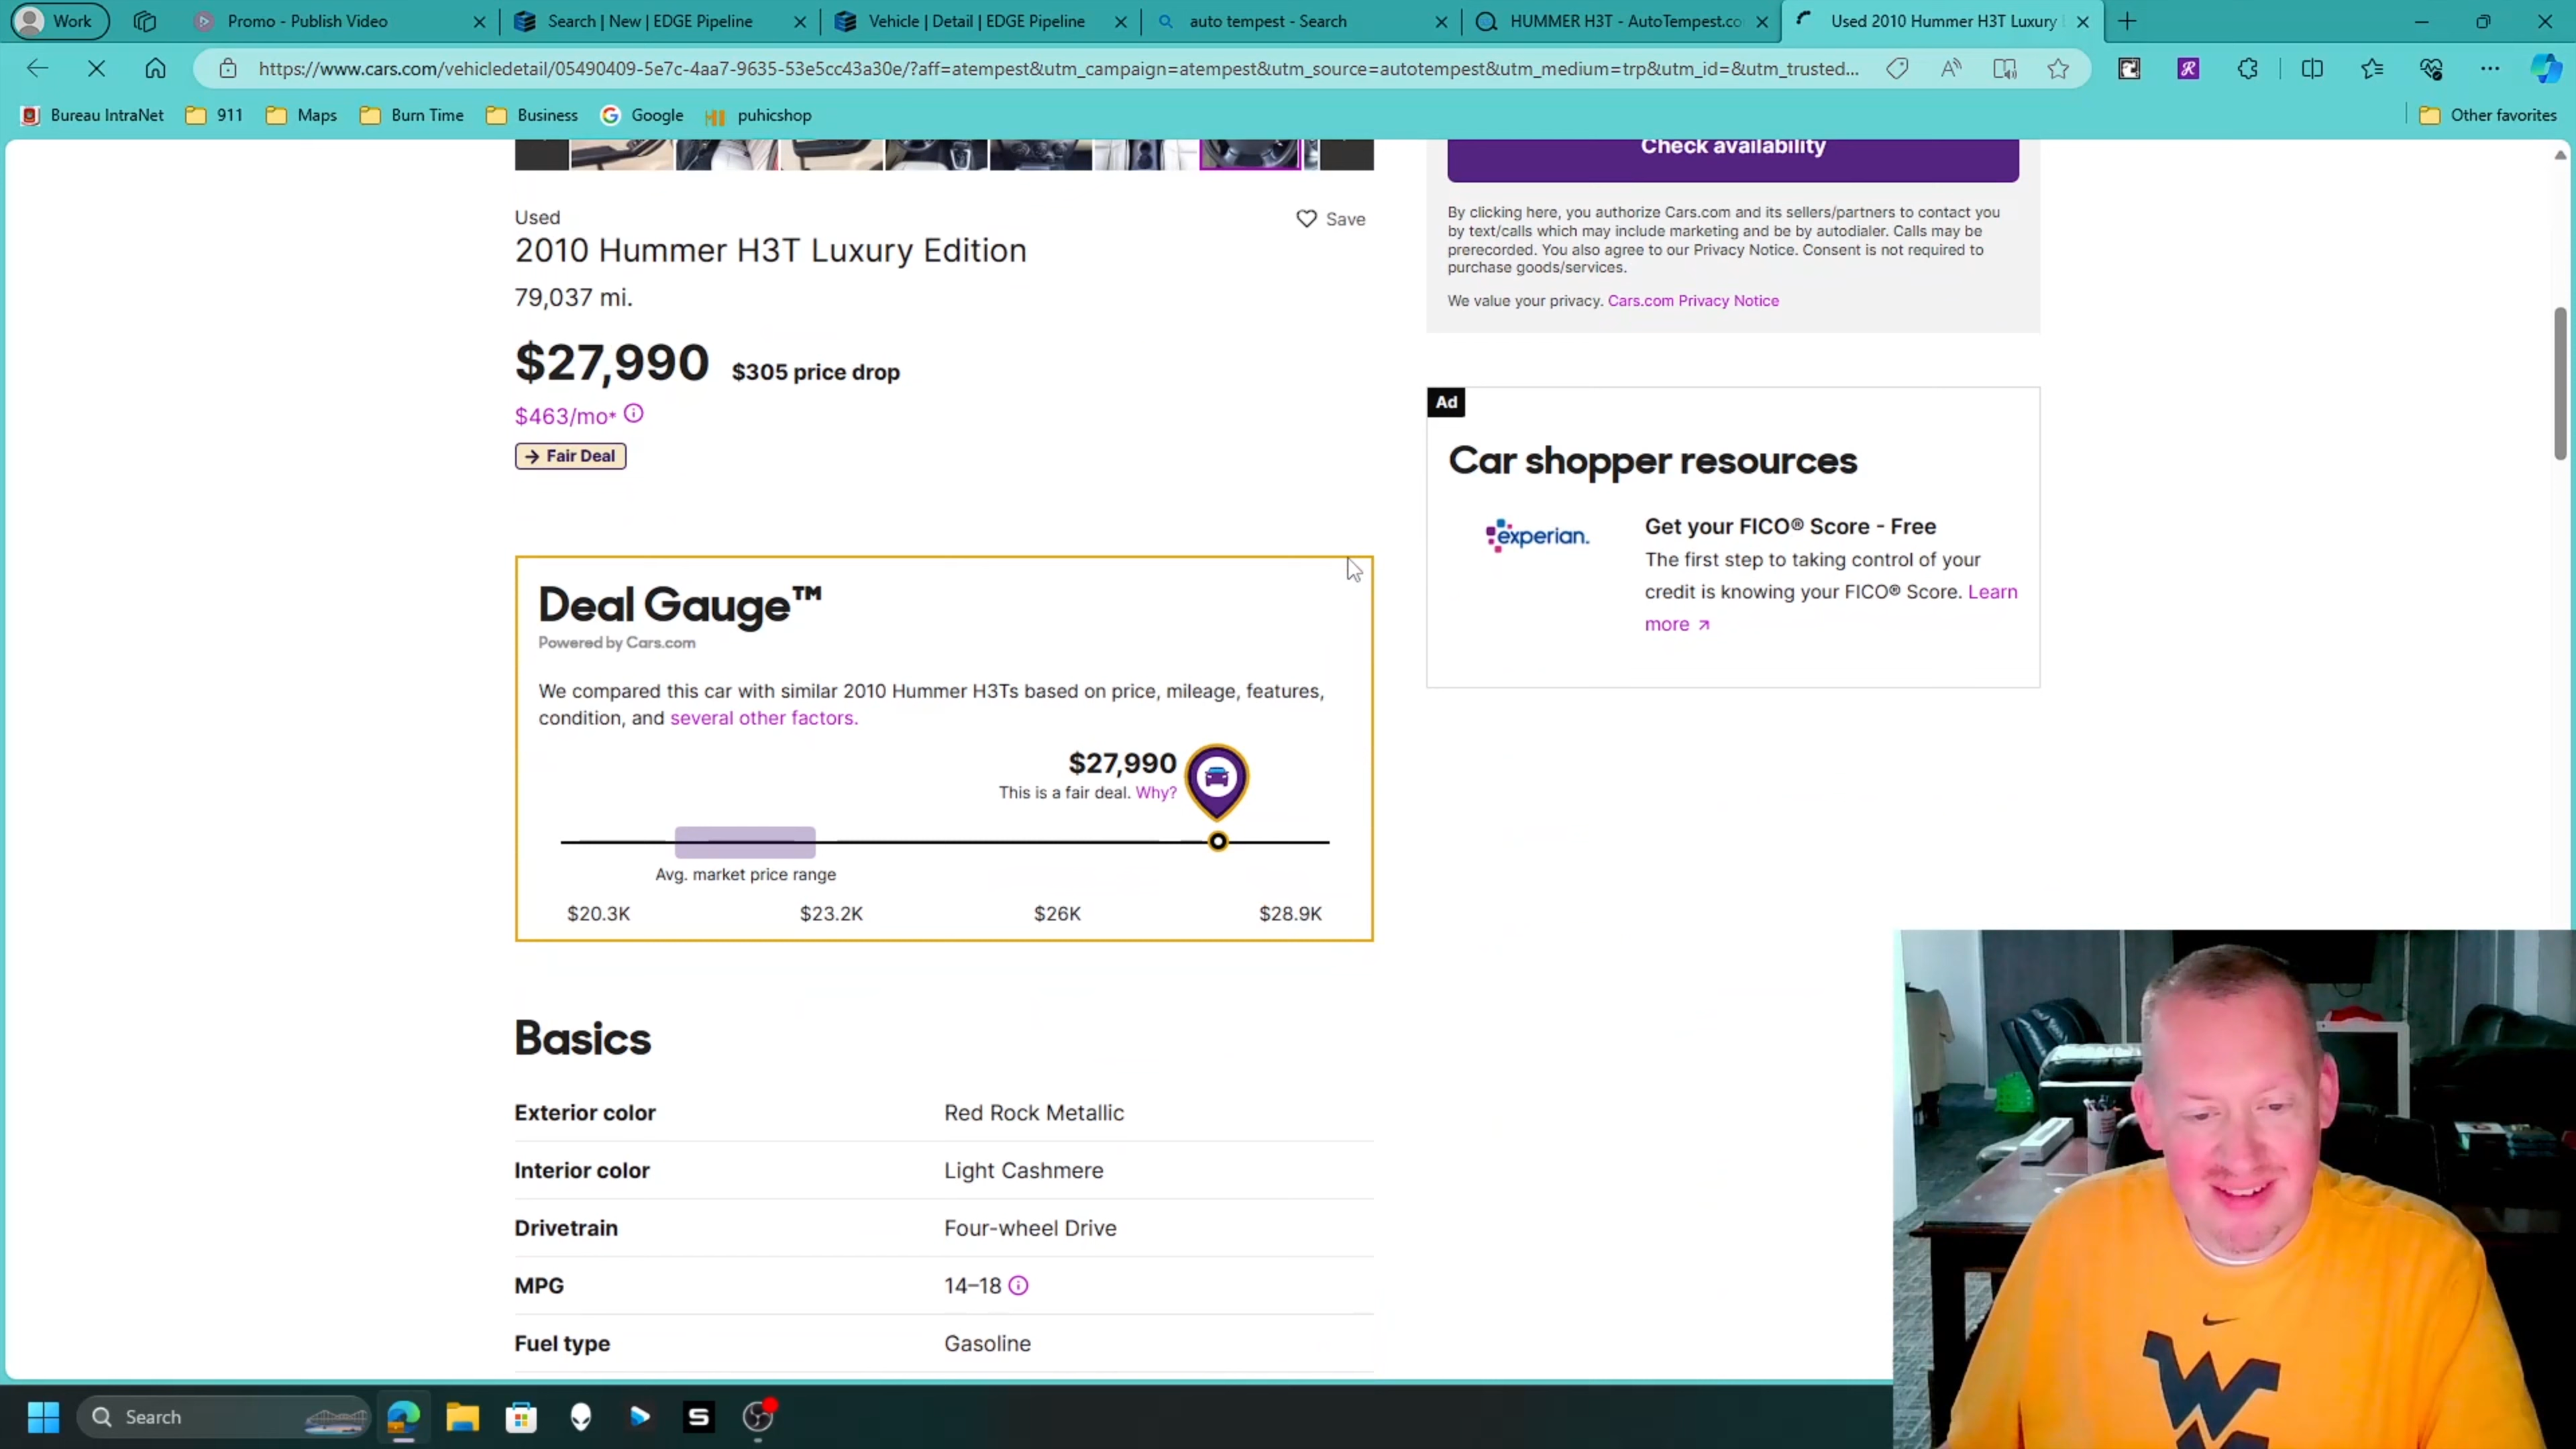 Work
Promo - Publish Video
Search | New | EDGE Pipeline
Vehicle | Detail | EDGE Pipeline
auto tempest - Search
HUMMER H3T - AutoTempest.co
Used 2010 Hummer H3T Luxury
https://www.cars.com/vehicledetail/05490409-5e7c-4aa7-9635-53e5cc43a30e/?aff=atempest&utm_campaign=atempest&utm_source=autotempest&utm_medium=trp&utm_id=&utm_trusted...
Bureau IntraNet
911
Maps
Burn Time
Business
Google
puhicshop
Other favorites
Used
Save
2010 Hummer H3T Luxury Edition
79,037 mi.
$27,990 $305 price drop
$463/mo*
Fair Deal
Deal Gauge™
Powered by Cars.com
We compared this car with similar 2010 Hummer H3Ts based on price, mileage, features,
condition, and several other factors.
$27,990
This is a fair deal. Why?
Avg. market price range
$20.3K $23.2K $26K $28.9K
Basics
Exterior color Red Rock Metallic
Interior color Light Cashmere
Drivetrain Four-wheel Drive
MPG 14–18
Fuel type Gasoline
Check availability
By clicking here, you authorize Cars.com and its sellers/partners to contact you
by text/calls which may include marketing and be by autodialer. Calls may be
prerecorded. You also agree to our Privacy Notice. Consent is not required to
purchase goods/services.
We value your privacy. Cars.com Privacy Notice
Ad
Car shopper resources
experian.
Get your FICO® Score - Free
The first step to taking control of your
credit is knowing your FICO® Score. Learn
more
Search